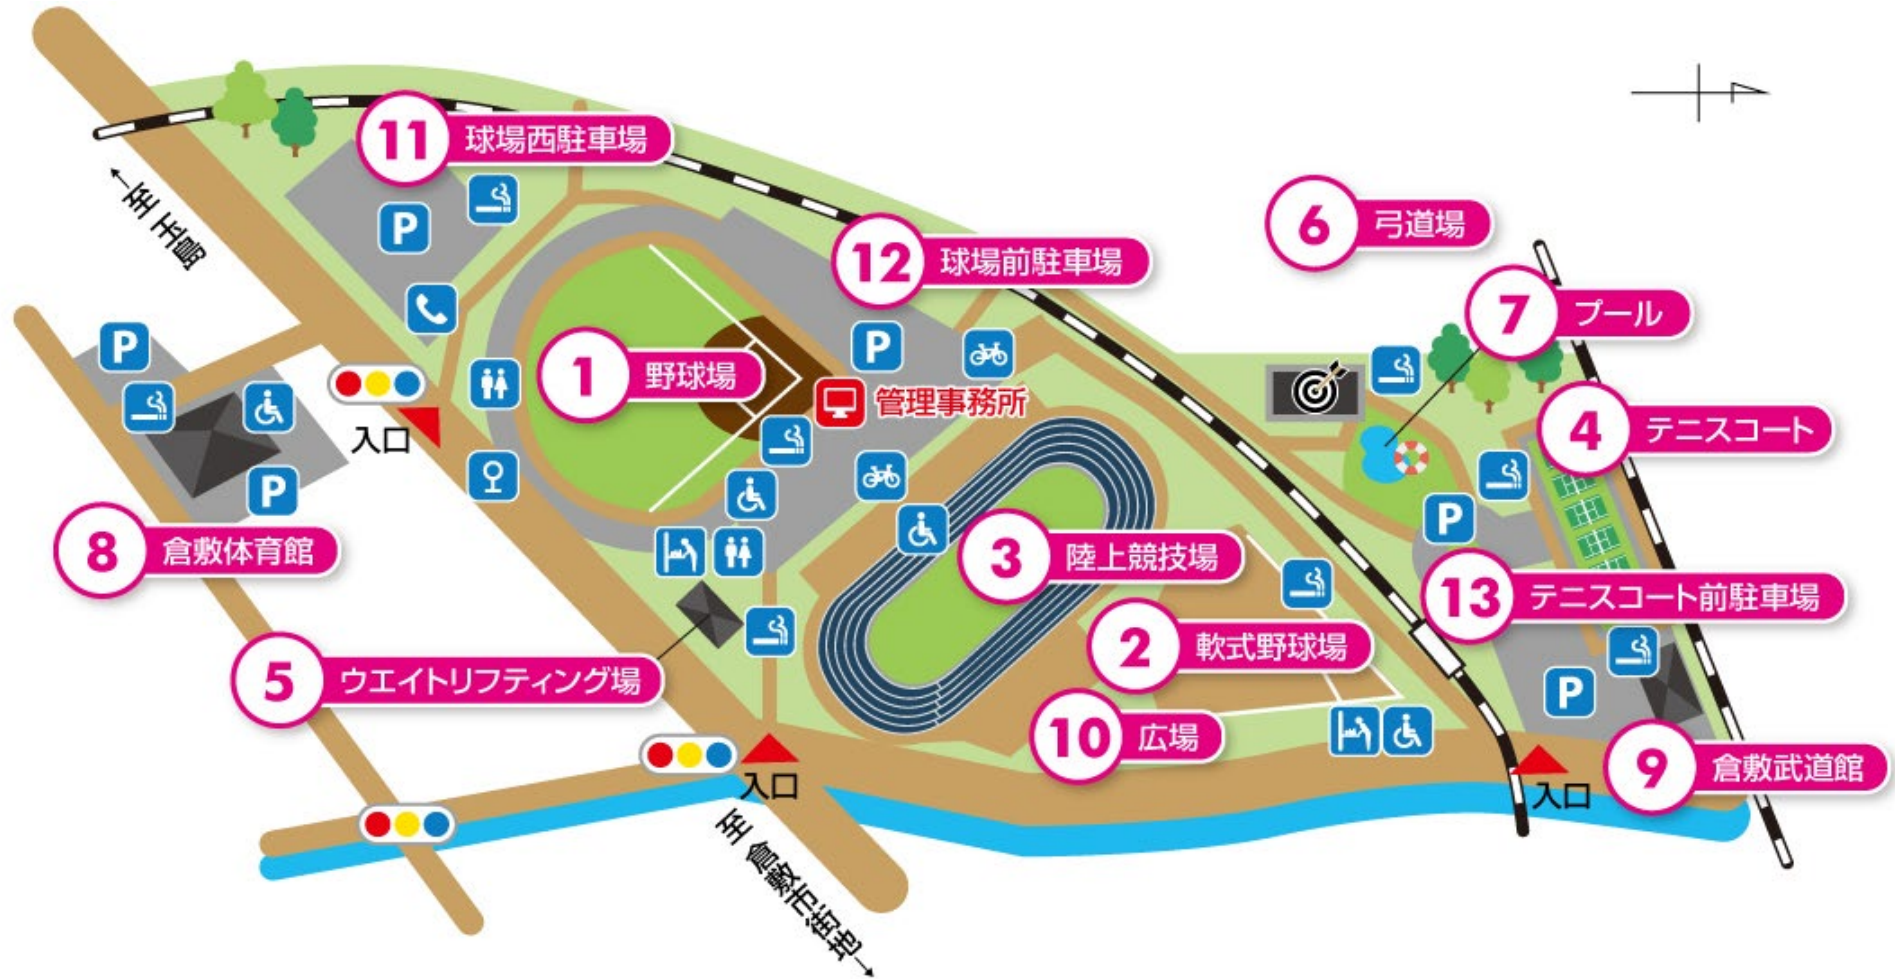 11 球場西駐車場
P
←至玉島
6 弓道場
12 球場前駐車場
7 プール
P
P
1 野球場
管理事務所
4 テニスコート
入口
P
P
8 倉敷体育館
3 陸上競技場
13 テニスコート前駐車場
2 軟式野球場
5 ウエイトリフティング場
P
10 広場
9 倉敷武道館
入口
入口
至倉敷市街地→